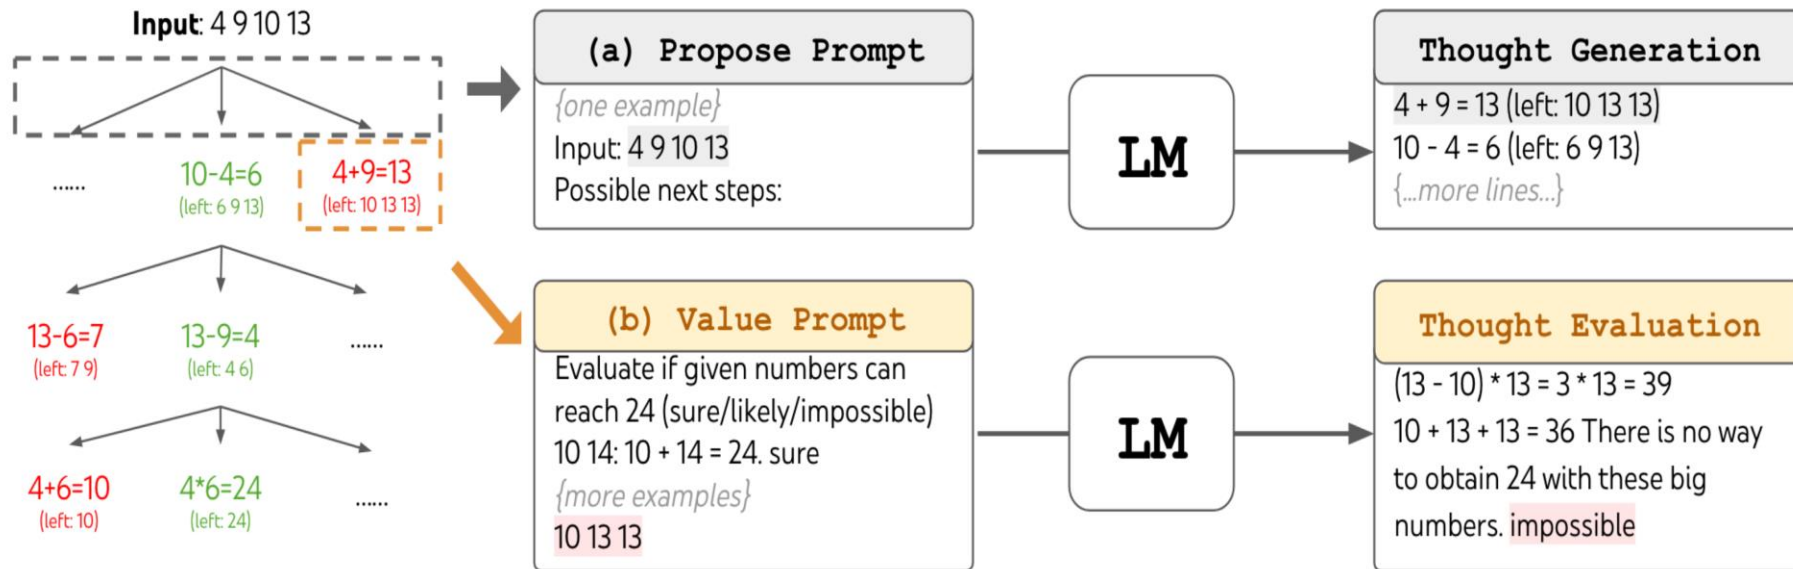 Input: 4 9 10 13
......
10-4=6
(left: 6 9 13)
4+9=13
(left: 10 13 13)
13-6=7
(left: 7 9)
13-9=4
(left: 4 6)
......
4+6=10
(left: 10)
4*6=24
(left: 24)
......
(a) Propose Prompt
{one example}
Input: 4 9 10 13
Possible next steps:
LM
Thought Generation
4 + 9 = 13 (left: 10 13 13)
10 - 4 = 6 (left: 6 9 13)
{...more lines...}
(b) Value Prompt
Evaluate if given numbers can
reach 24 (sure/likely/impossible)
10 14: 10 + 14 = 24. sure
{more examples}
10 13 13
LM
Thought Evaluation
(13 - 10) * 13 = 3 * 13 = 39
10 + 13 + 13 = 36 There is no way
to obtain 24 with these big
numbers. impossible